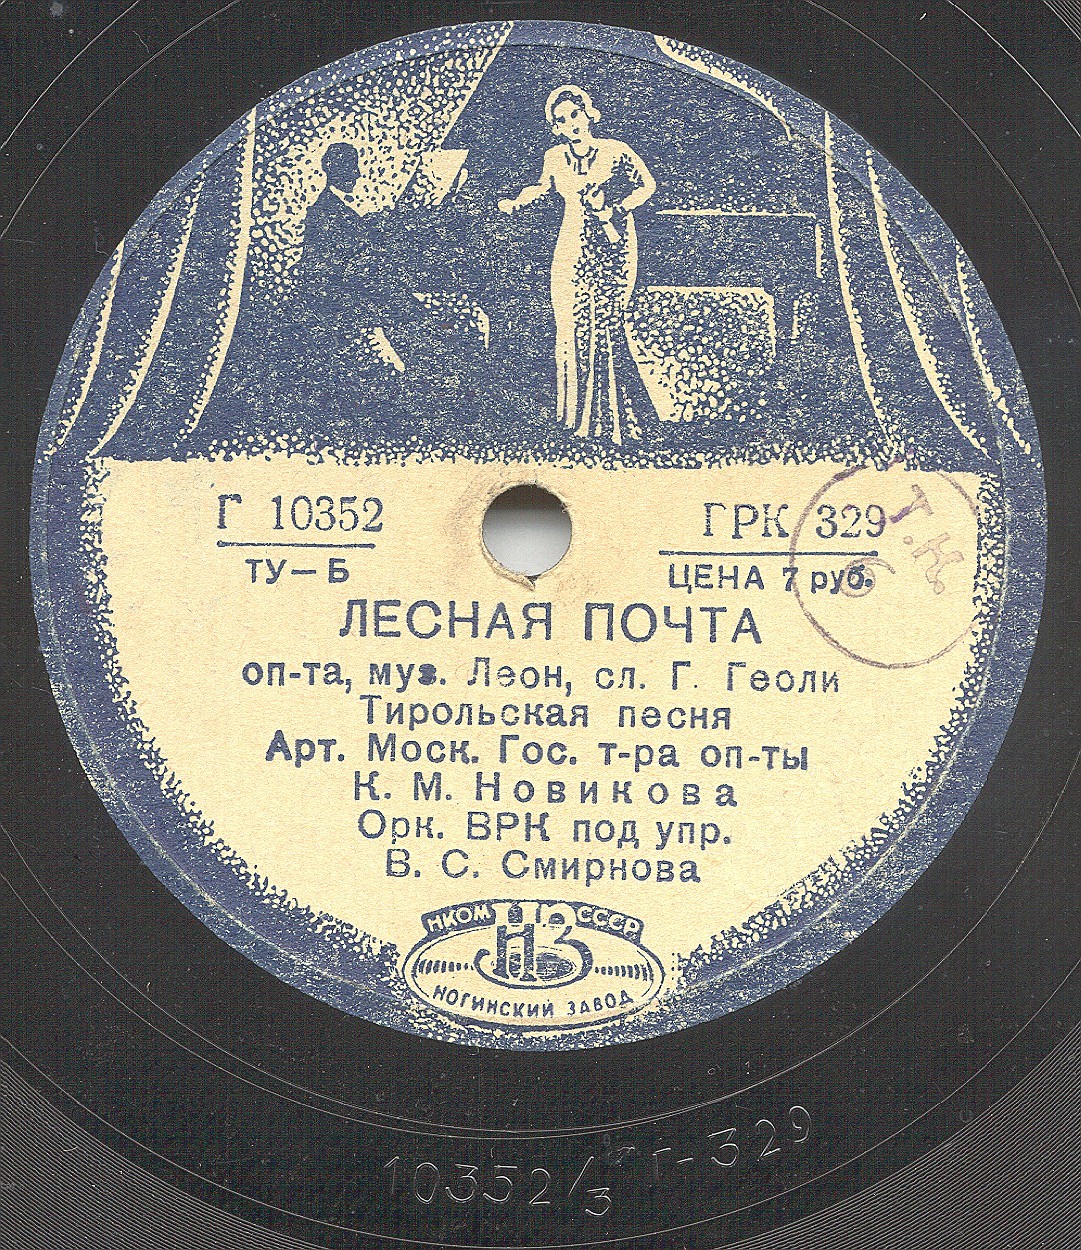 Г 10352
ГРК 329
ТУ-Б
ЦЕНА 7 руб.
Т.К.
6
ЛЕСНАЯ ПОЧТА
оп-та, муз. Леон, сл. Г. Геоли
Тирольская песня
Арт. Моск. Гос. т-ра оп-ты
К. М. Новикова
Орк. ВРК под упр.
В. С. Смирнова
НКОМ НЗ СССР
НОГИНСКИЙ ЗАВОД
10352/3 Г-329